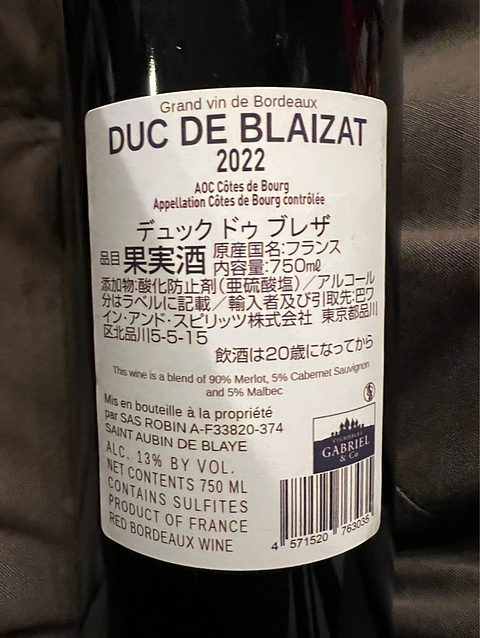 Grand vin de Bordeaux
DUC DE BLAIZAT
2022
AOC Côtes de Bourg
Appellation Côtes de Bourg contrôlée
デュック ドゥ ブレザ
品目 果実酒 原産国名:フランス
内容量:750mℓ
添加物:酸化防止剤(亜硫酸塩)/アルコール
分はラベルに記載/輸入者及び引取先:巴ワ
イン・アンド・スピリッツ株式会社 東京都品川
区北品川5-5-15
飲酒は20歳になってから
This wine is a blend of 90% Merlot, 5% Cabernet Sauvignon
and 5% Malbec
Mis en bouteille à la propriété
par SAS ROBIN A-F33820-374
SAINT AUBIN DE BLAYE
ALC. 13% BY VOL.
NET CONTENTS 750 ML
CONTAINS SULFITES
PRODUCT OF FRANCE
RED BORDEAUX WINE
VIGNOBLES
GABRIEL
& Co
4 571520 763035